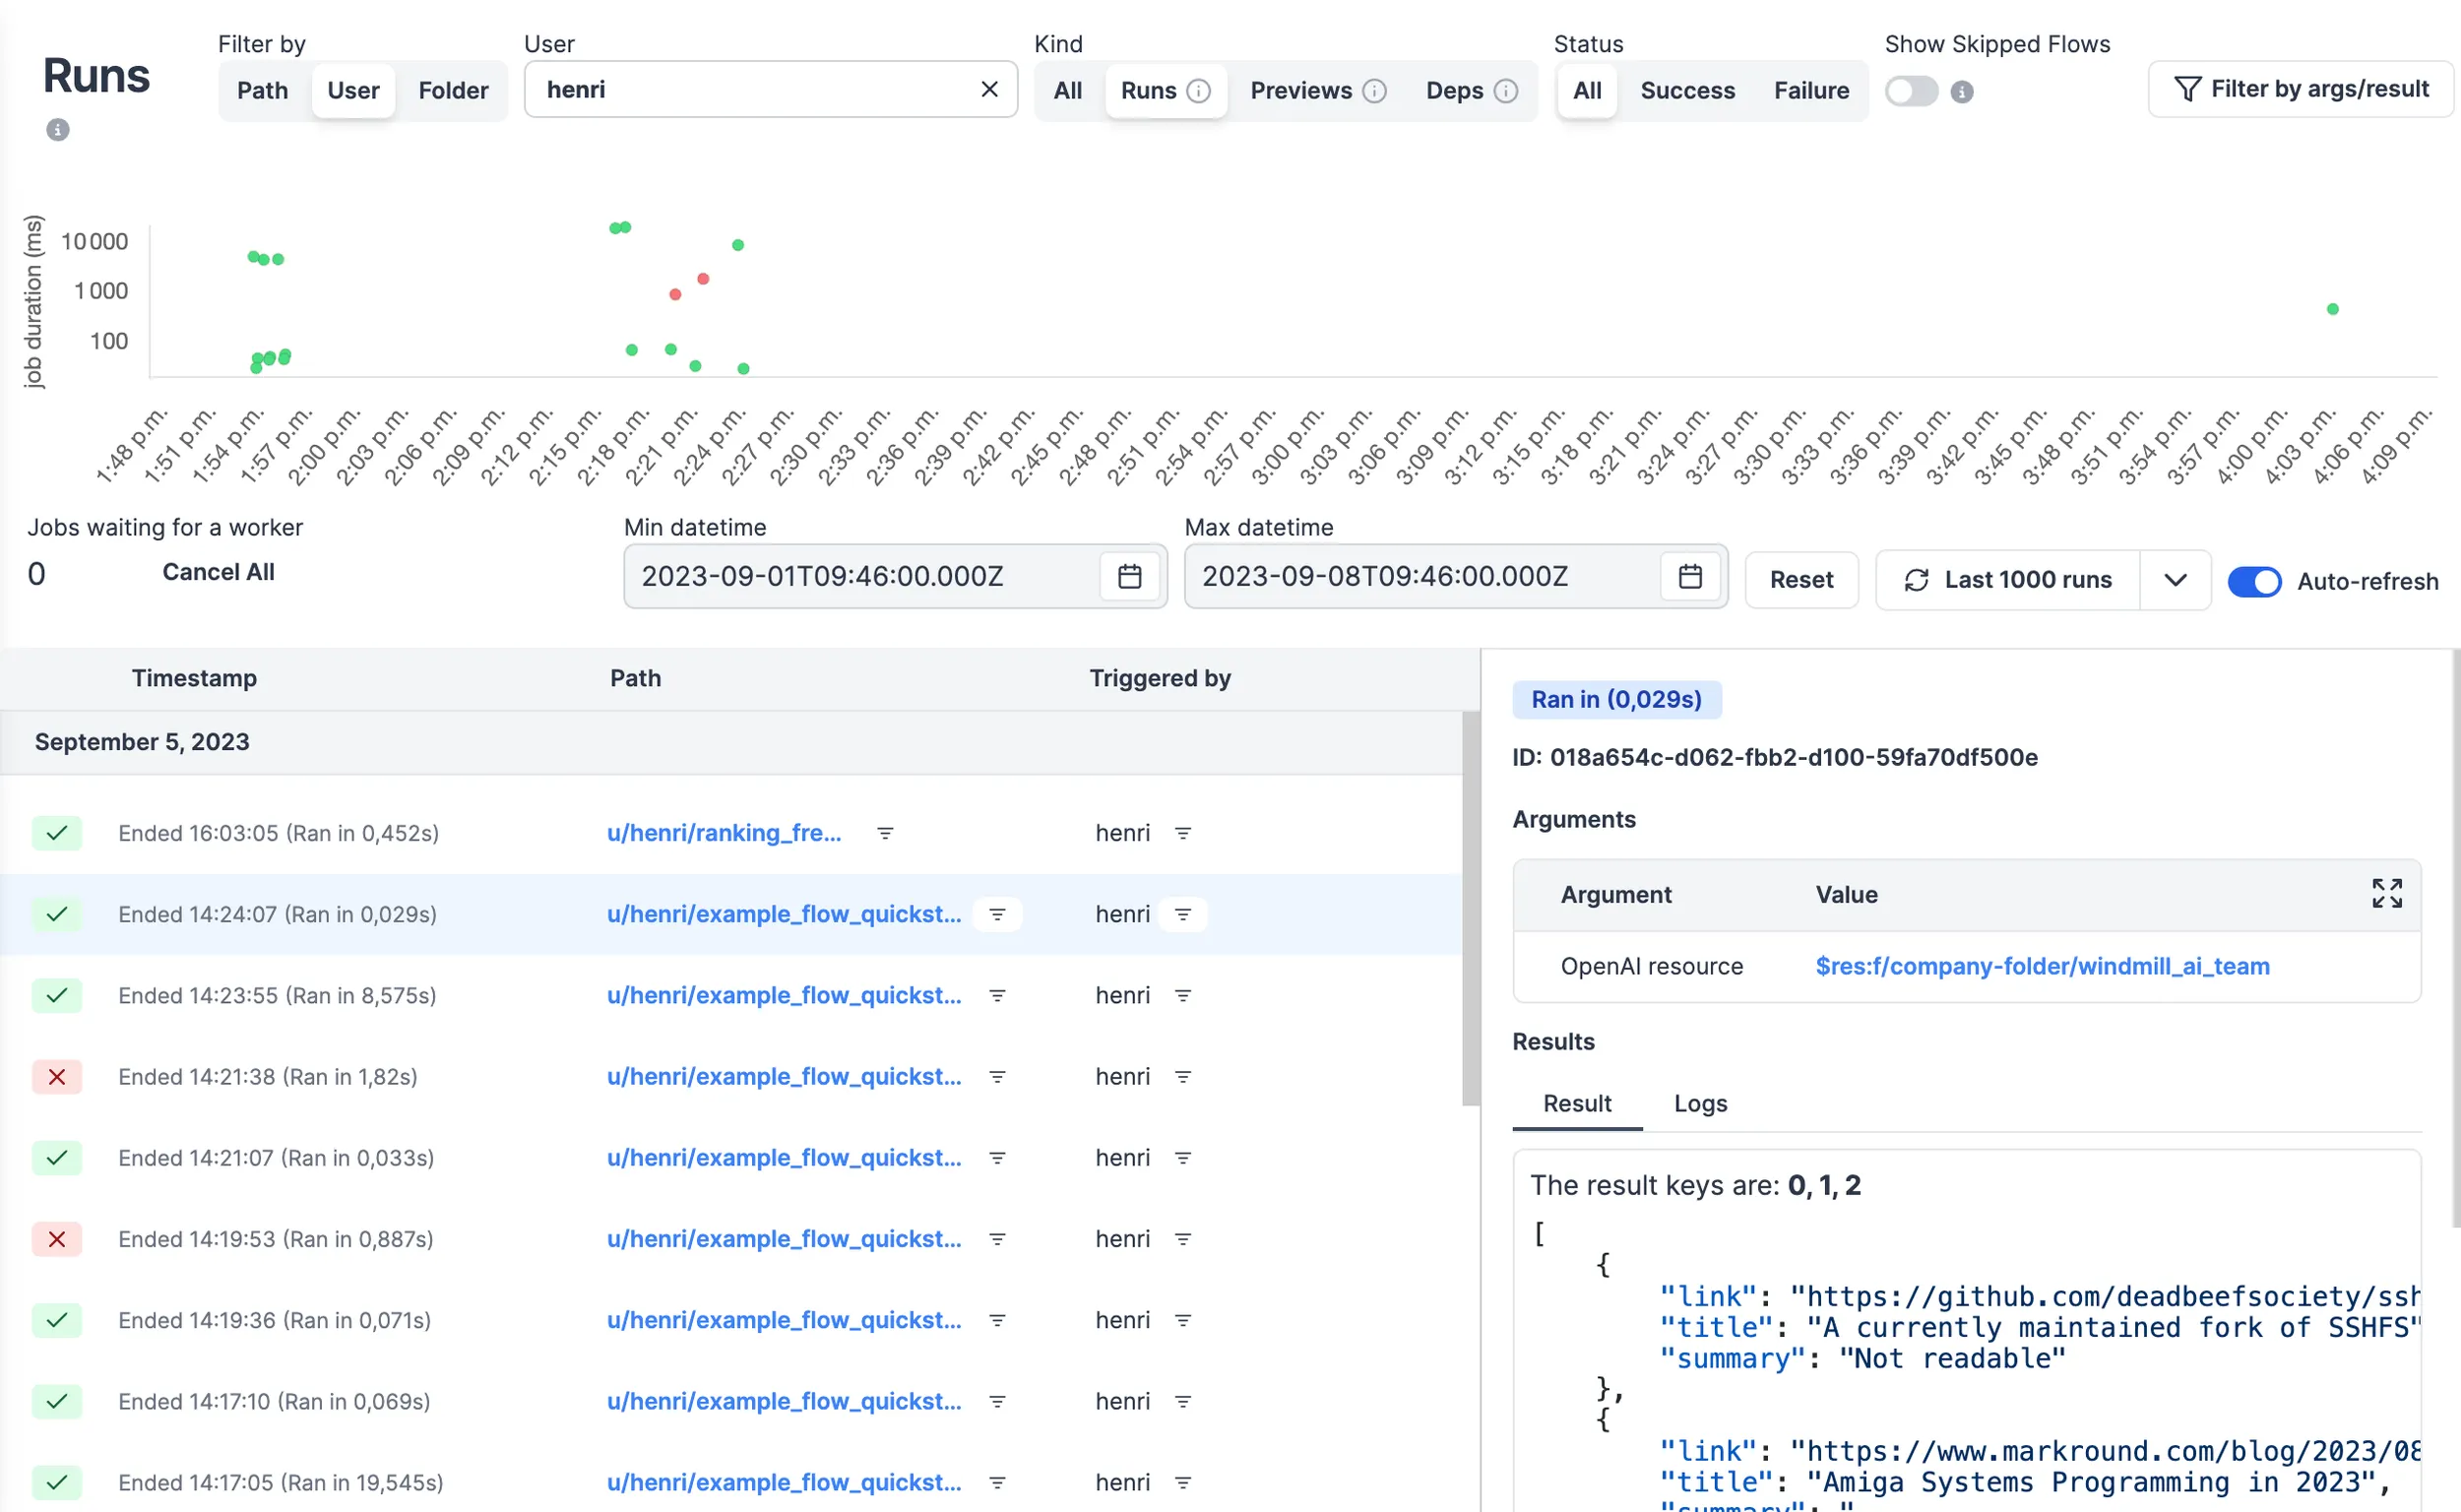 Runs
Filter by
Path User Folder
User
henri
Kind
All Runs Previews Deps
Status
All Success Failure
Show Skipped Flows
Filter by args/result
job duration (ms)
10 000
1 000
100
1:48 p.m. 1:51 p.m. 1:54 p.m. 1:57 p.m. 2:00 p.m. 2:03 p.m. 2:06 p.m. 2:09 p.m. 2:12 p.m. 2:15 p.m. 2:18 p.m. 2:21 p.m. 2:24 p.m. 2:27 p.m. 2:30 p.m. 2:33 p.m. 2:36 p.m. 2:39 p.m. 2:42 p.m. 2:45 p.m. 2:48 p.m. 2:51 p.m. 2:54 p.m. 2:57 p.m. 3:00 p.m. 3:03 p.m. 3:06 p.m. 3:09 p.m. 3:12 p.m. 3:15 p.m. 3:18 p.m. 3:21 p.m. 3:24 p.m. 3:27 p.m. 3:30 p.m. 3:33 p.m. 3:36 p.m. 3:39 p.m. 3:42 p.m. 3:45 p.m. 3:48 p.m. 3:51 p.m. 3:54 p.m. 3:57 p.m. 4:00 p.m. 4:03 p.m. 4:06 p.m. 4:09 p.m.
Jobs waiting for a worker
0 Cancel All
Min datetime
2023-09-01T09:46:00.000Z
Max datetime
2023-09-08T09:46:00.000Z
Reset
Last 1000 runs
Auto-refresh
Timestamp Path Triggered by
September 5, 2023
Ended 16:03:05 (Ran in 0,452s) u/henri/ranking_fre... henri
Ended 14:24:07 (Ran in 0,029s) u/henri/example_flow_quickst... henri
Ended 14:23:55 (Ran in 8,575s) u/henri/example_flow_quickst... henri
Ended 14:21:38 (Ran in 1,82s) u/henri/example_flow_quickst... henri
Ended 14:21:07 (Ran in 0,033s) u/henri/example_flow_quickst... henri
Ended 14:19:53 (Ran in 0,887s) u/henri/example_flow_quickst... henri
Ended 14:19:36 (Ran in 0,071s) u/henri/example_flow_quickst... henri
Ended 14:17:10 (Ran in 0,069s) u/henri/example_flow_quickst... henri
Ended 14:17:05 (Ran in 19,545s) u/henri/example_flow_quickst... henri
Ran in (0,029s)
ID: 018a654c-d062-fbb2-d100-59fa70df500e
Arguments
Argument Value
OpenAI resource $res:f/company-folder/windmill_ai_team
Results
Result Logs
The result keys are: 0, 1, 2
[
{
"link": "https://github.com/deadbeefsociety/ssh
"title": "A currently maintained fork of SSHFS"
"summary": "Not readable"
},
{
"link": "https://www.markround.com/blog/2023/08
"title": "Amiga Systems Programming in 2023",